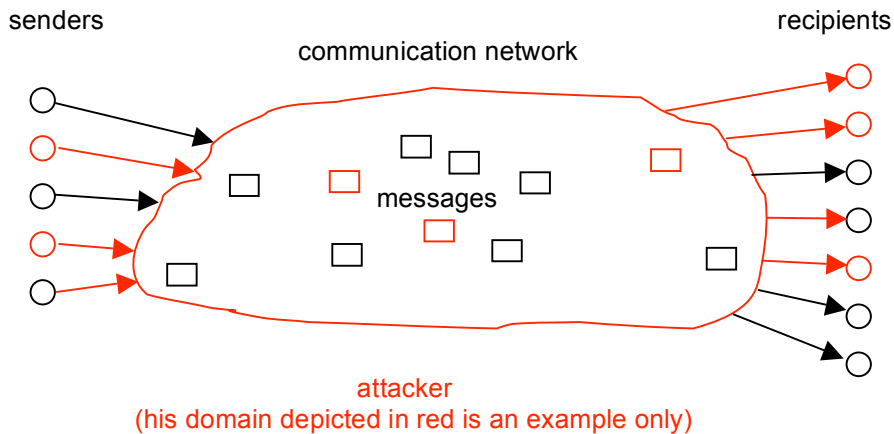 senders
recipients
communication network
messages
attacker
(his domain depicted in red is an example only)